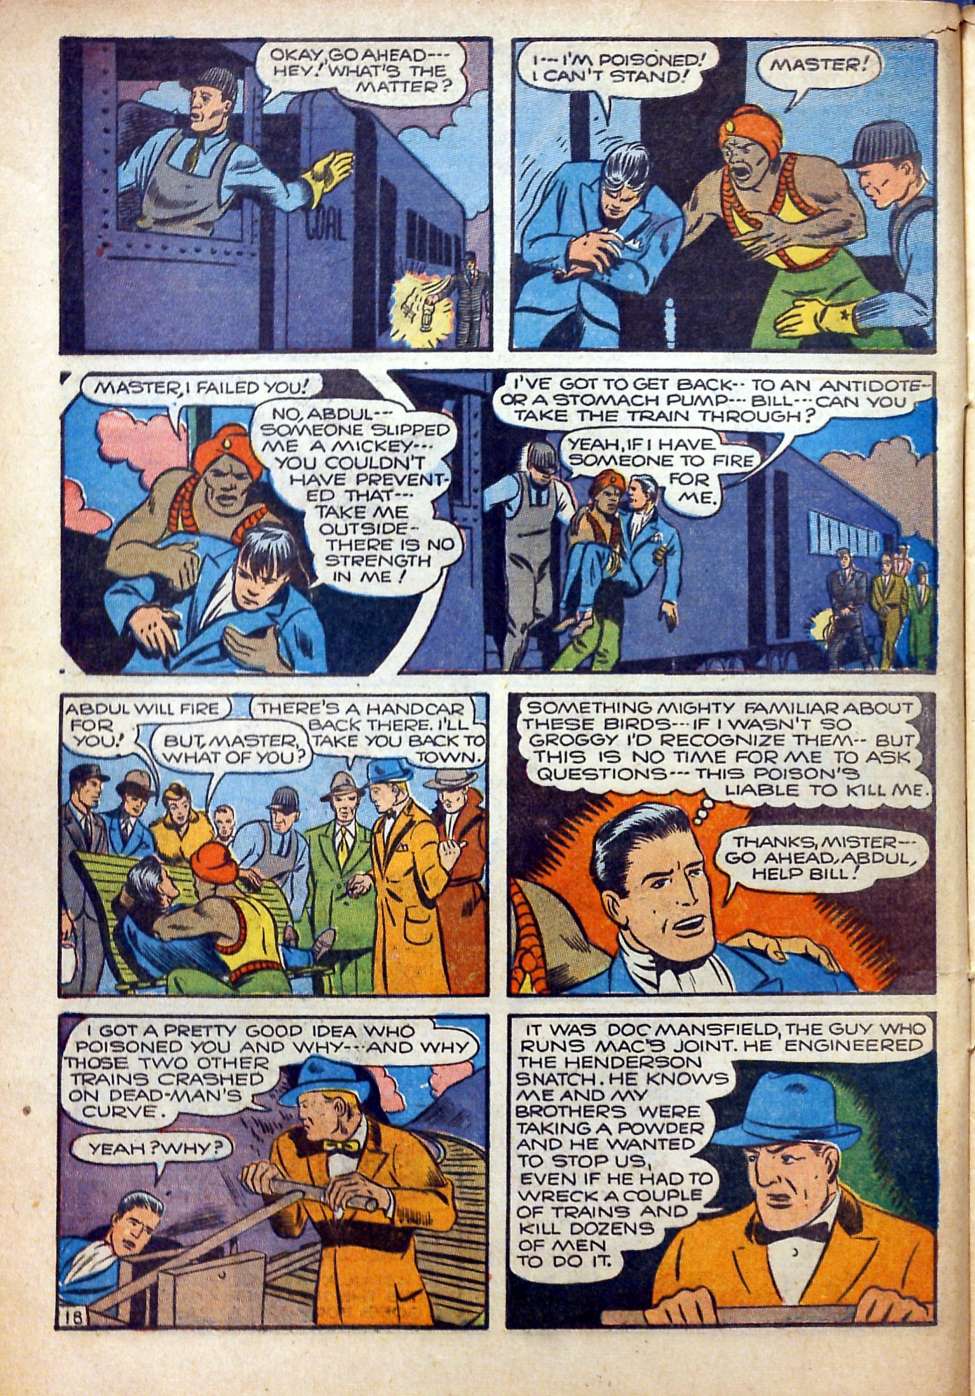 OKAY, GO AHEAD---
HEY! WHAT'S THE
MATTER?
COAL
I--I'M POISONED!
I CAN'T STAND!
MASTER!
MASTER, I FAILED YOU!
NO, ABDUL---
SOMEONE SLIPPED
ME A MICKEY---
YOU COULDN'T
HAVE PREVENT-
ED THAT---
TAKE ME
OUTSIDE-
THERE IS NO
STRENGTH
IN ME!
I'VE GOT TO GET BACK-- TO AN ANTIDOTE-
OR A STOMACH PUMP--- BILL--- CAN YOU
TAKE THE TRAIN THROUGH?
YEAH, IF I HAVE
SOMEONE TO FIRE
FOR
ME.
ABDUL WILL FIRE
FOR
YOU!
BUT, MASTER,
WHAT OF YOU?
THERE'S A HANDCAR
BACK THERE. I'LL
TAKE YOU BACK TO
TOWN.
SOMETHING MIGHTY FAMILIAR ABOUT
THESE BIRDS---IF I WASN'T SO
GROGGY I'D RECOGNIZE THEM-- BUT
THIS IS NO TIME FOR ME TO ASK
QUESTIONS--- THIS POISON'S
LIABLE TO KILL ME.
THANKS, MISTER---
GO AHEAD, ABDUL,
HELP BILL!
I GOT A PRETTY GOOD IDEA WHO
POISONED YOU AND WHY---AND WHY
THOSE TWO OTHER
TRAINS CRASHED
ON DEAD-MAN'S
CURVE.
YEAH? WHY?
18
IT WAS DOC MANSFIELD, THE GUY WHO
RUNS MAC'S JOINT. HE ENGINEERED
THE HENDERSON
SNATCH. HE KNOWS
ME AND MY
BROTHERS WERE
TAKING A POWDER
AND HE WANTED
TO STOP US,
EVEN IF HE HAD TO
WRECK A COUPLE
OF TRAINS AND
KILL DOZENS
OF MEN
TO DO IT.